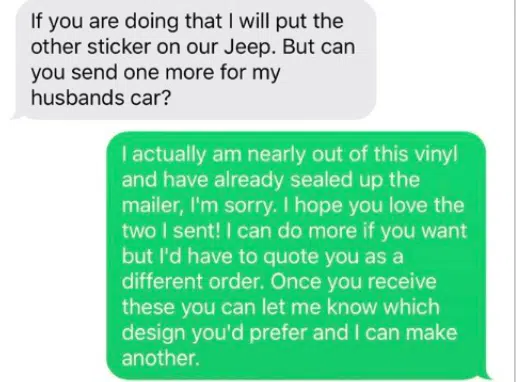 If you are doing that I will put the
other sticker on our Jeep. But can
you send one more for my
husbands car?
I actually am nearly out of this vinyl
and have already sealed up the
mailer, I'm sorry. I hope you love the
two I sent! I can do more if you want
but I'd have to quote you as a
different order. Once you receive
these you can let me know which
design you'd prefer and I can make
another.